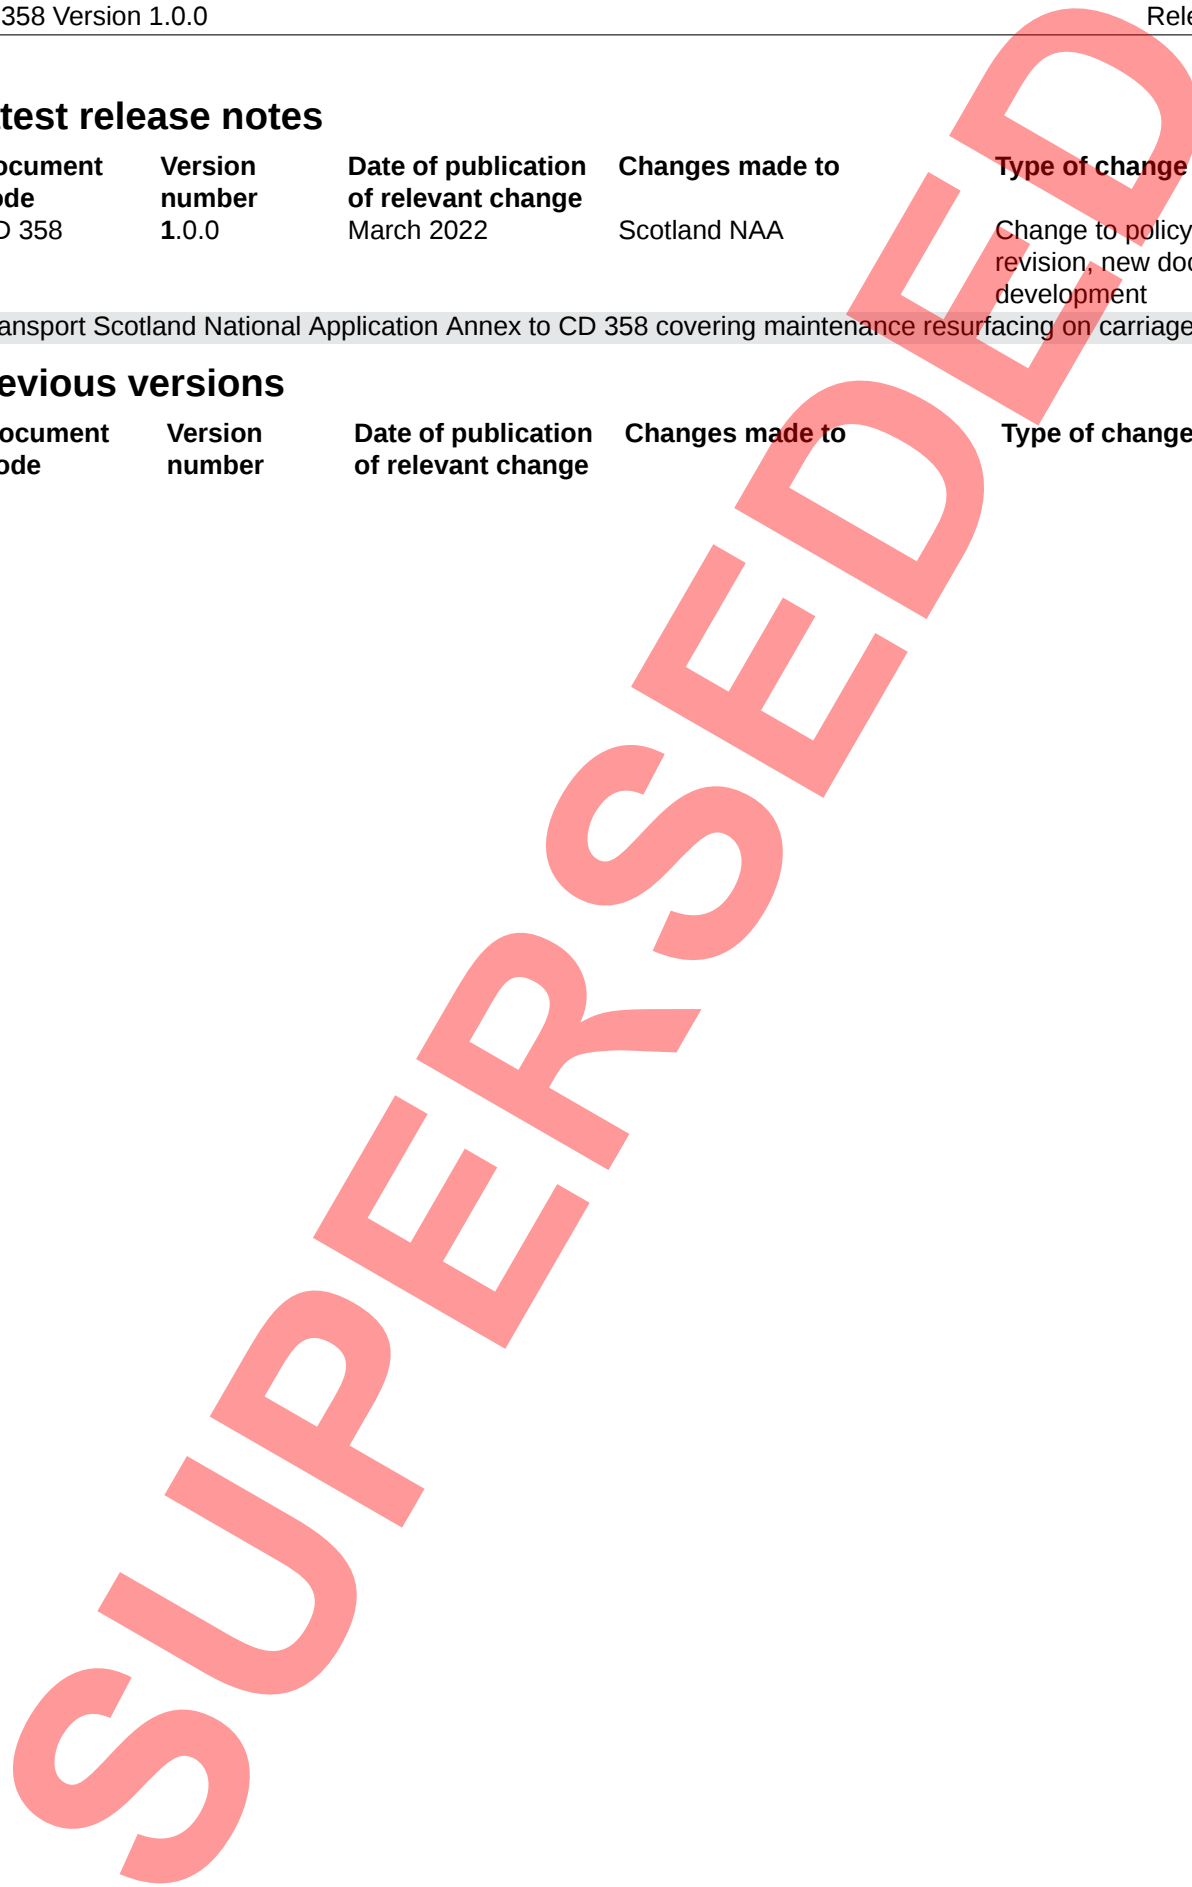 358 Version 1.0.0 Rele
test release notes
ocument Version Date of publication Changes made to Type of change
ode number of relevant change
D 358 1.0.0 March 2022 Scotland NAA Change to policy
revision, new doc
development
ansport Scotland National Application Annex to CD 358 covering maintenance resurfacing on carriage
evious versions
ocument Version Date of publication Changes made to Type of change
ode number of relevant change
SUPERSEDED